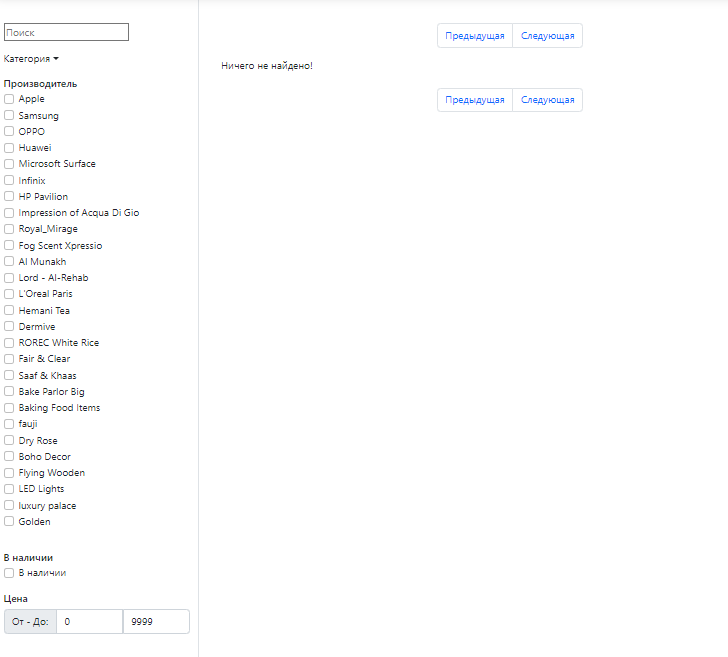 Поиск
Категория
Производитель
Apple
Samsung
OPPO
Huawei
Microsoft Surface
Infinix
HP Pavilion
Impression of Acqua Di Gio
Royal_Mirage
Fog Scent Xpressio
Al Munakh
Lord - Al-Rehab
L'Oreal Paris
Hemani Tea
Dermive
ROREC White Rice
Fair & Clear
Saaf & Khaas
Bake Parlor Big
Baking Food Items
fauji
Dry Rose
Boho Decor
Flying Wooden
LED Lights
luxury palace
Golden
В наличии
В наличии
Цена
От - До: 0 9999
Предыдущая Следующая
Ничего не найдено!
Предыдущая Следующая